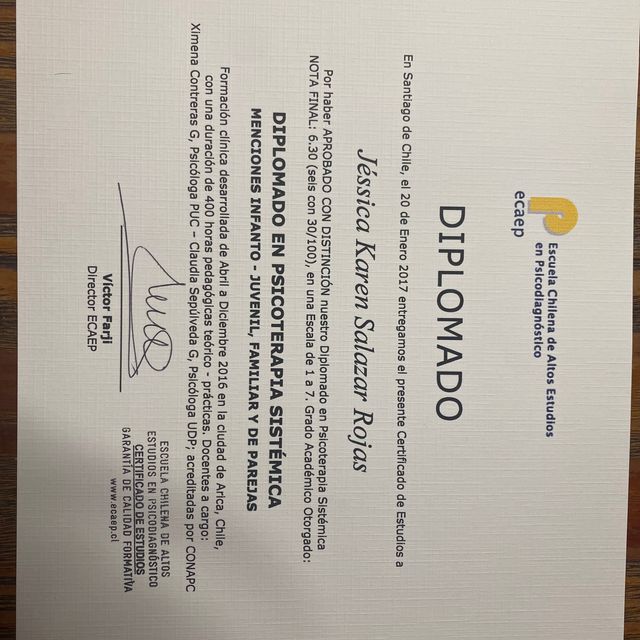 Escuela Chilena de Altos Estudios
en Psicodiagnóstico
ecaep
DIPLOMADO
En Santiago de Chile, el 20 de Enero 2017 entregamos el presente Certificado de Estudios a
Jéssica Karen Salazar Rojas
Por haber APROBADO CON DISTINCIÓN nuestro Diplomado en Psicoterapia Sistémica
NOTA FINAL: 6.30 (seis con 30/100), en una Escala de 1 a 7. Grado Académico Otorgado:
DIPLOMADO EN PSICOTERAPIA SISTÉMICA
MENCIONES INFANTO - JUVENIL, FAMILIAR Y DE PAREJAS
Formación clínica desarrollada de Abril a Diciembre 2016 en la ciudad de Arica, Chile,
con una duración de 400 horas pedagógicas teórico - prácticas. Docentes a cargo:
Ximena Contreras G, Psicóloga PUC - Claudia Sepúlveda G, Psicóloga UDP; acreditadas por CONAPC
Víctor Farji
Director ECAEP
ESCUELA CHILENA DE ALTOS
ESTUDIOS EN PSICODIAGNÓSTICO
CERTIFICADO DE ESTUDIOS
GARANTÍA DE CALIDAD FORMATIVA
www.ecaep.cl